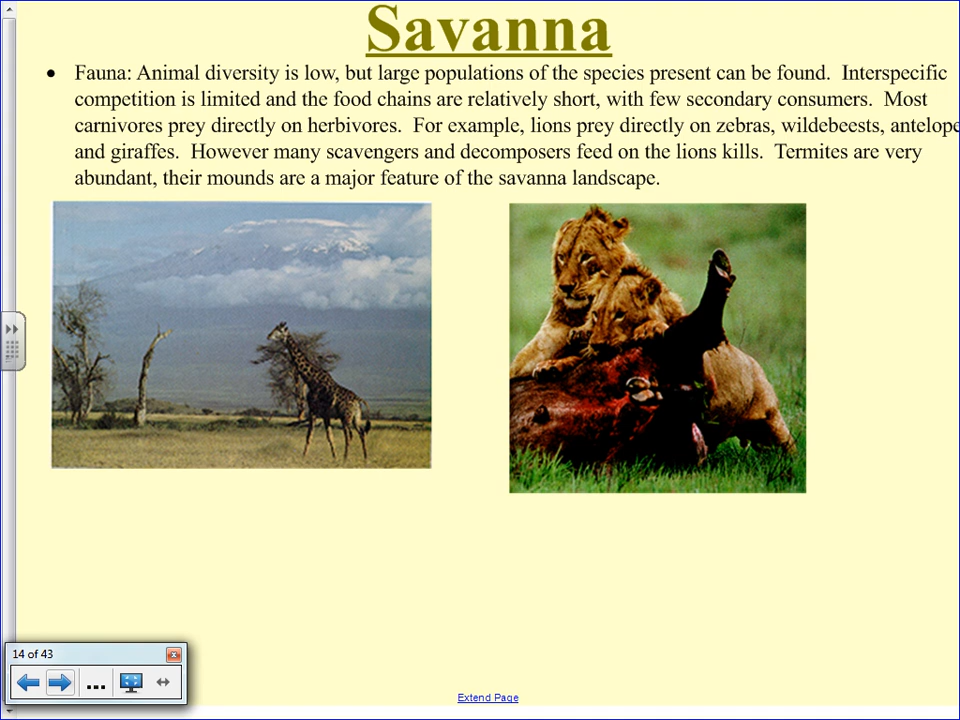 Savanna
• Fauna: Animal diversity is low, but large populations of the species present can be found. Interspecific
competition is limited and the food chains are relatively short, with few secondary consumers. Most
carnivores prey directly on herbivores. For example, lions prey directly on zebras, wildebeests, antelope
and giraffes. However many scavengers and decomposers feed on the lions kills. Termites are very
abundant, their mounds are a major feature of the savanna landscape.
14 of 43
...
Extend Page